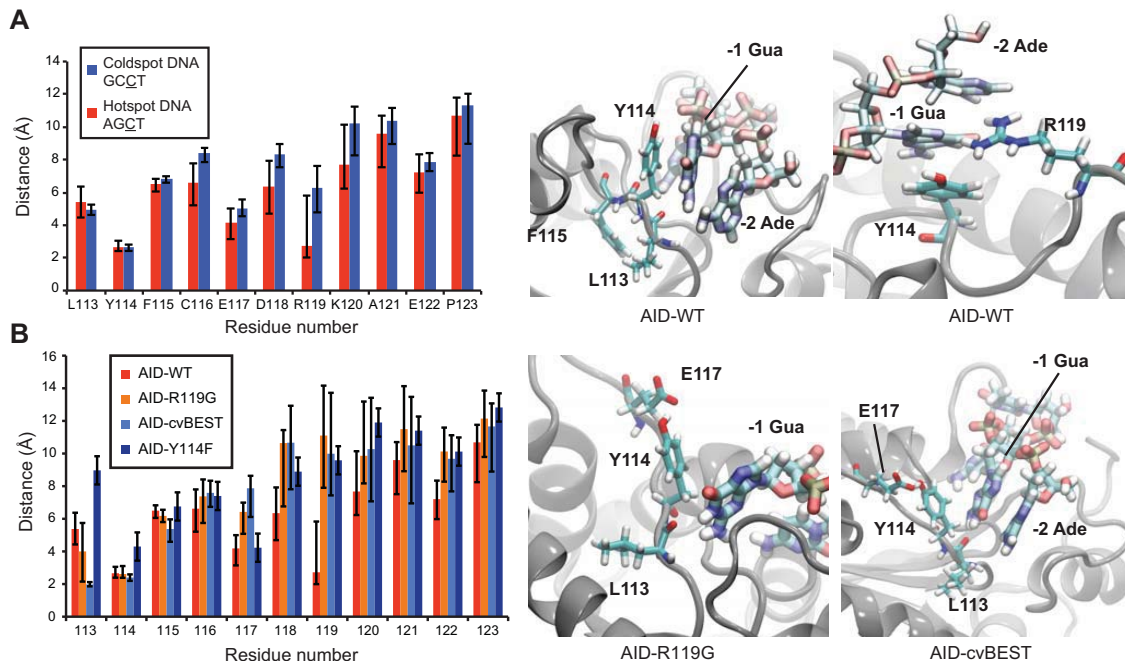 A
Distance (Å)
14
12
10
8
6
4
2
0
Coldspot DNA
GCCT
Hotspot DNA
AGCT
L113 Y114 F115 C116 E117 D118 R119 K120 A121 E122 P123
Residue number
-1 Gua
Y114
-2 Ade
F115
L113
AID-WT
-2 Ade
-1 Gua
R119
Y114
AID-WT
B
Distance (Å)
16
14
12
10
8
6
4
2
0
AID-WT
AID-R119G
AID-cvBEST
AID-Y114F
113 114 115 116 117 118 119 120 121 122 123
Residue number
E117
-1 Gua
Y114
L113
AID-R119G
-1 Gua
E117
Y114
-2 Ade
L113
AID-cvBEST